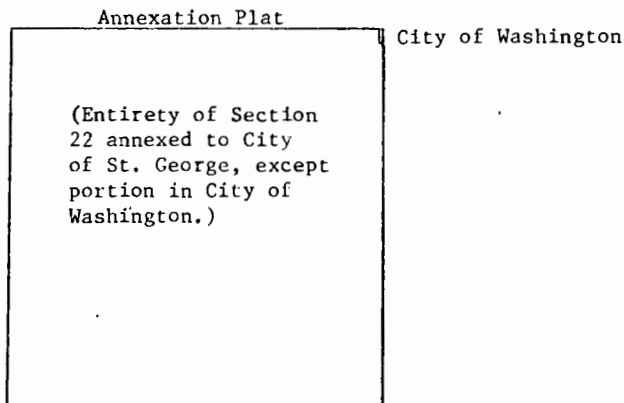 Annexation Plat
City of Washington
(Entirety of Section
22 annexed to City
of St. George, except
portion in City of
Washington.)